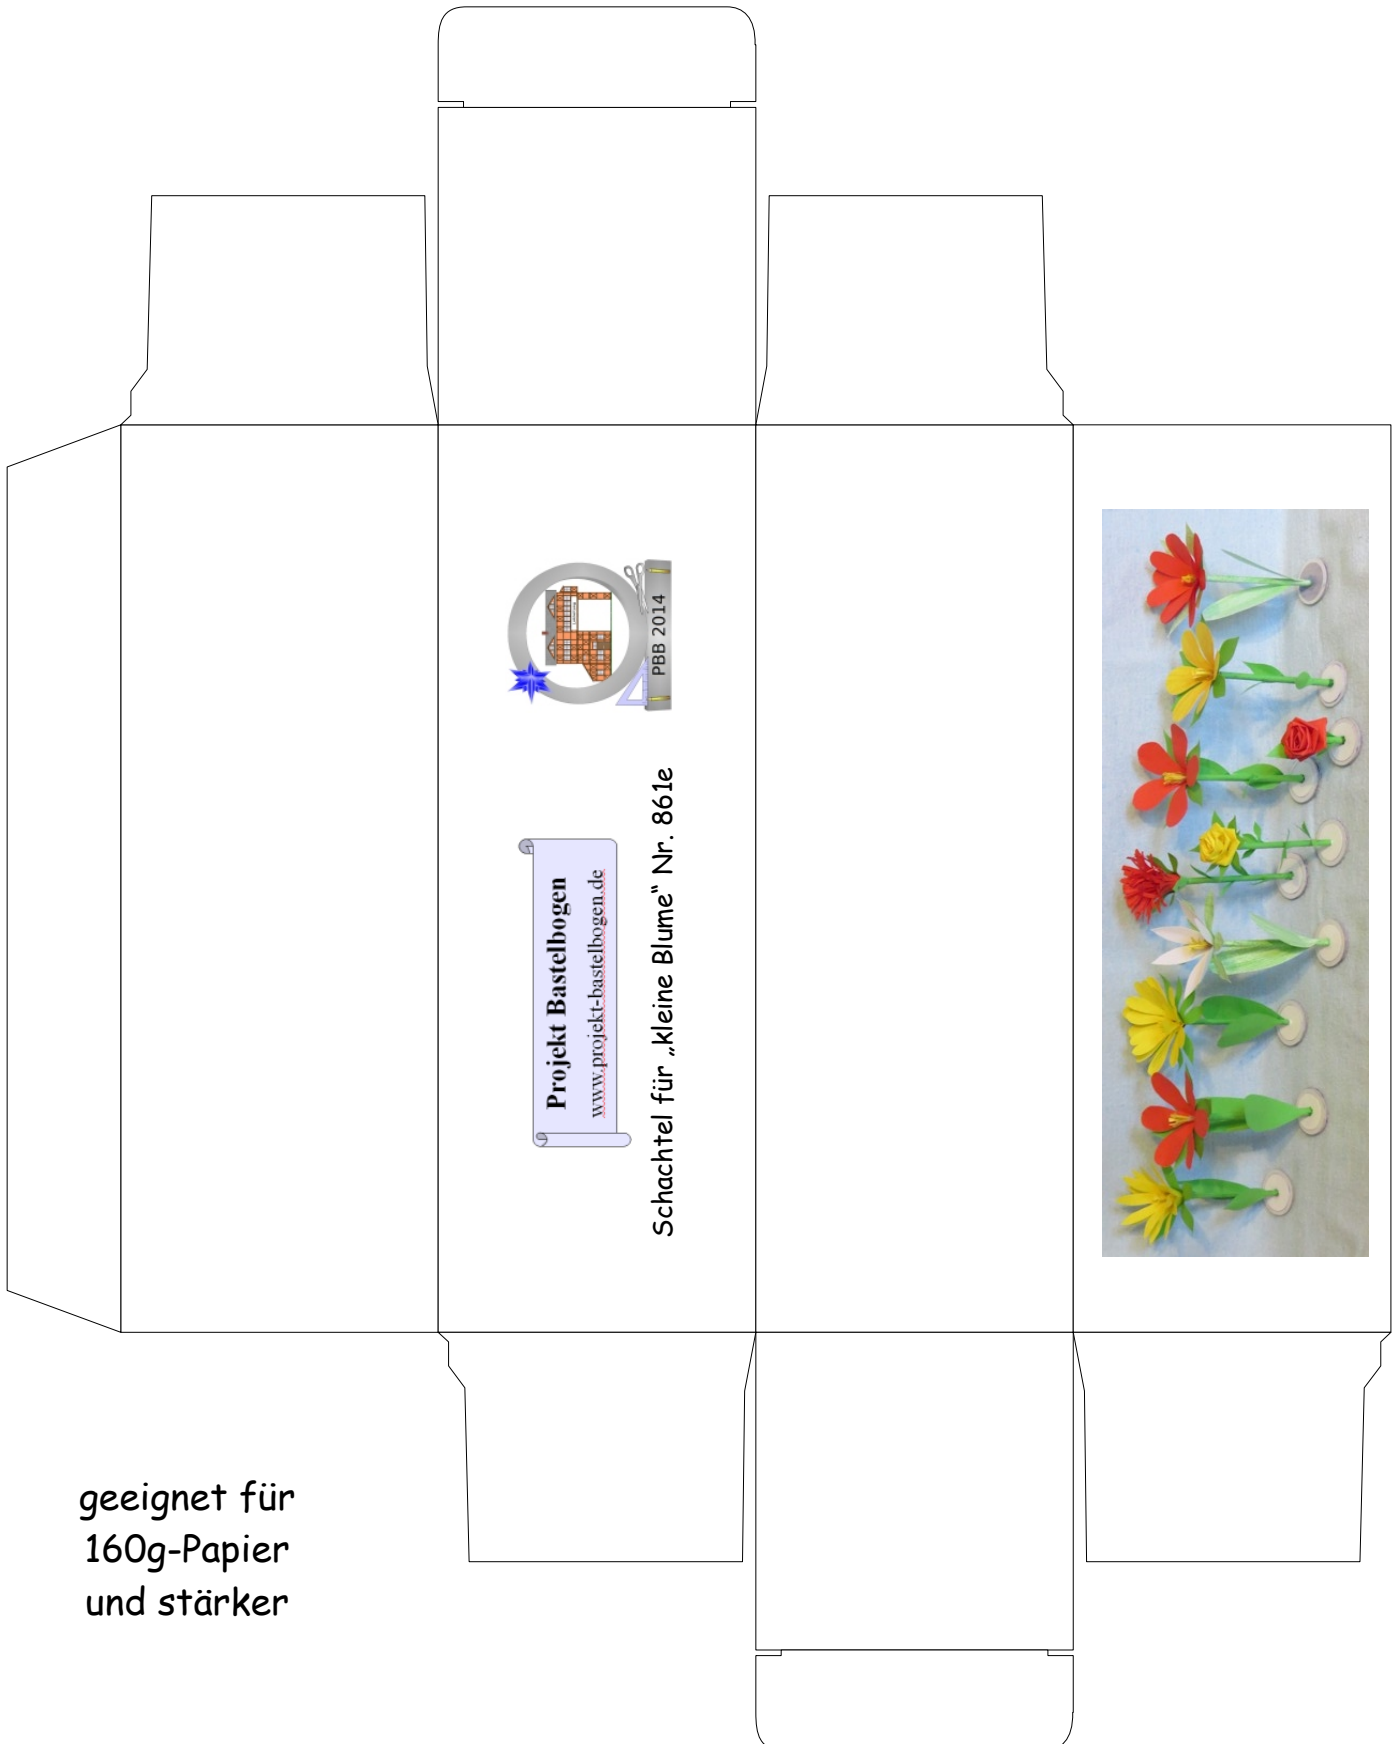 PBB 2014
Projekt Bastelbogen
www.projekt-bastelbogen.de
Schachtel für „kleine Blume“ Nr. 861e
geeignet für
160g-Papier
und stärker